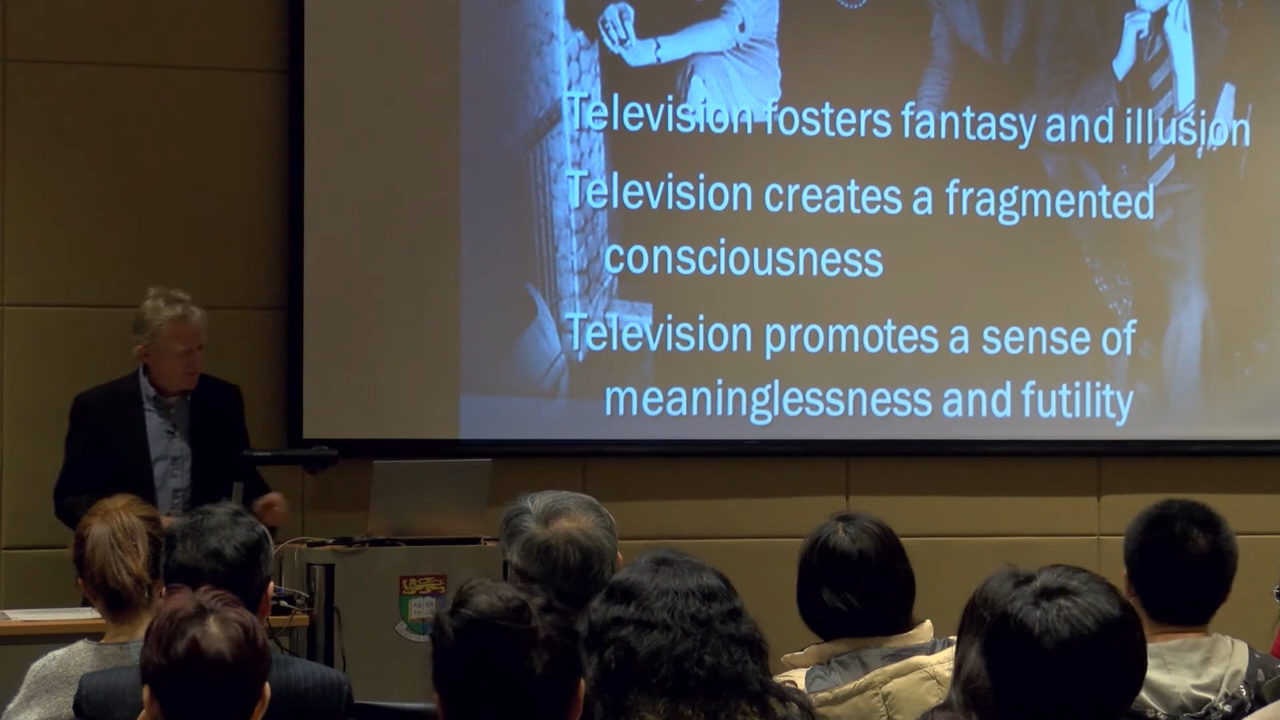 Television fosters fantasy and illusion
Television creates a fragmented
consciousness
Television promotes a sense of
meaninglessness and futility